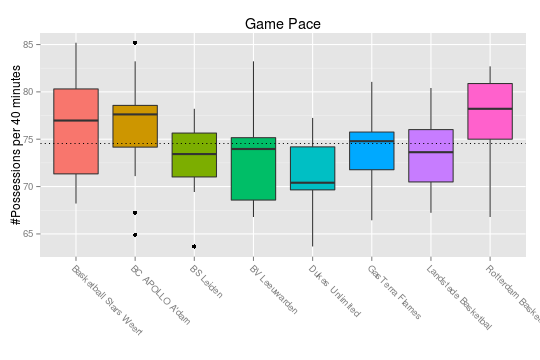 Game Pace
#Possessions per 40 minutes
85
80
75
70
65
Basketball Stars Weert
BC APOLLO A'dam
BS Leiden
BV Leeuwarden
Dukes Unlimited
GasTerra Flames
Landstede Basketbal
Rotterdam